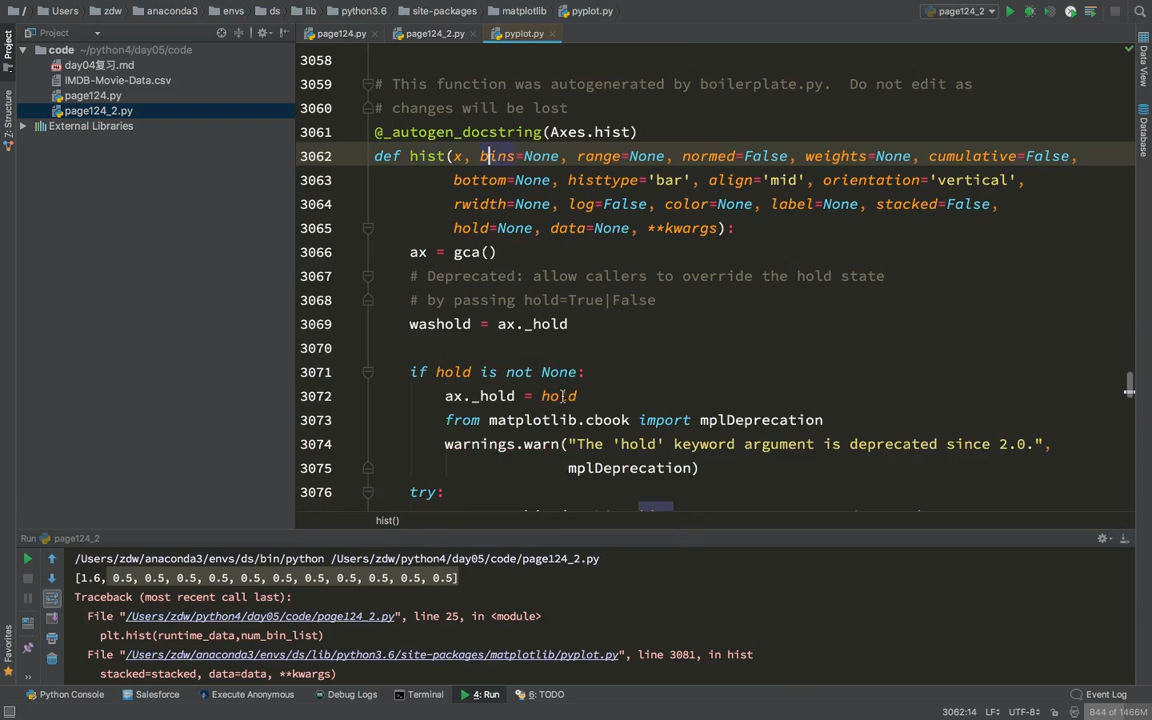 / Users zdw anaconda3 envs ds lib python3.6 site-packages matplotlib pyplot.py page124_2
Project page124.py page124_2.py pyplot.py
code ~/python4/day05/code
day04复习.md
IMDB-Movie-Data.csv
page124.py
page124_2.py
External Libraries
Project
Z: Structure
Favorites
Data View
Database
3058
3059 # This function was autogenerated by boilerplate.py.  Do not edit as
3060 # changes will be lost
3061 @_autogen_docstring(Axes.hist)
3062 def hist(x, bins=None, range=None, normed=False, weights=None, cumulative=False,
3063 bottom=None, histtype='bar', align='mid', orientation='vertical',
3064 rwidth=None, log=False, color=None, label=None, stacked=False,
3065 hold=None, data=None, **kwargs):
3066 ax = gca()
3067 # Deprecated: allow callers to override the hold state
3068 # by passing hold=True|False
3069 washold = ax._hold
3070
3071 if hold is not None:
3072 ax._hold = hold
3073 from matplotlib.cbook import mplDeprecation
3074 warnings.warn("The 'hold' keyword argument is deprecated since 2.0.",
3075 mplDeprecation)
3076 try:
hist()
Run page124_2
/Users/zdw/anaconda3/envs/ds/bin/python /Users/zdw/python4/day05/code/page124_2.py
[1.6, 0.5, 0.5, 0.5, 0.5, 0.5, 0.5, 0.5, 0.5, 0.5, 0.5, 0.5]
Traceback (most recent call last):
File "/Users/zdw/python4/day05/code/page124_2.py", line 25, in <module>
plt.hist(runtime_data,num_bin_list)
File "/Users/zdw/anaconda3/envs/ds/lib/python3.6/site-packages/matplotlib/pyplot.py", line 3081, in hist
stacked=stacked, data=data, **kwargs)
Python Console Salesforce Execute Anonymous Debug Logs Terminal 4: Run 6: TODO Event Log
3062:14 LF÷ UTF-8÷ 844 of 1466M